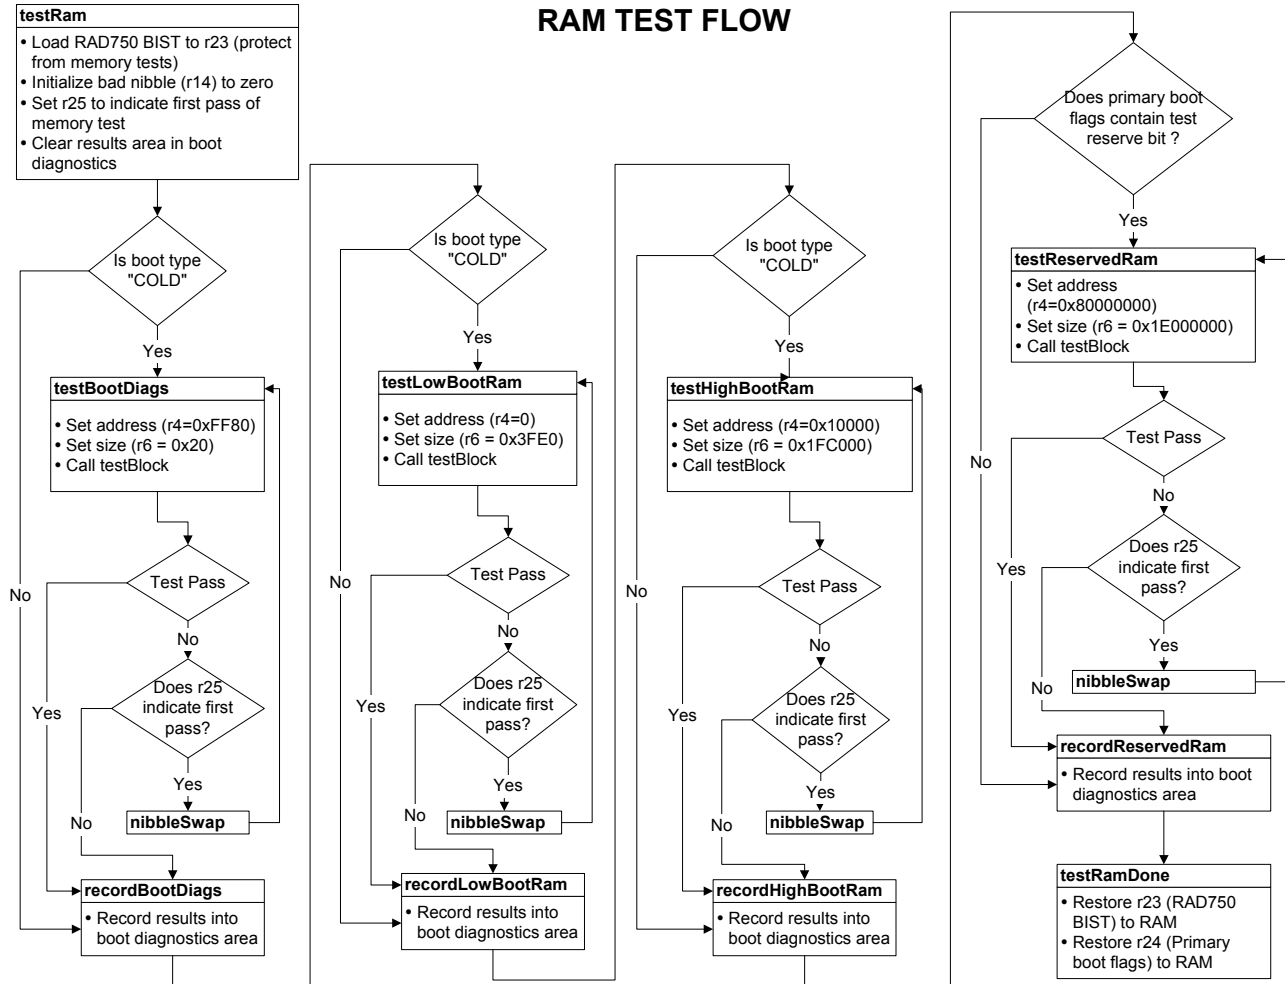 RAM TEST FLOW
testRam
• Load RAD750 BIST to r23 (protect
from memory tests)
• Initialize bad nibble (r14) to zero
• Set r25 to indicate first pass of
memory test
• Clear results area in boot
diagnostics
Is boot type
"COLD"
Yes
No
testBootDiags
• Set address (r4=0xFF80)
• Set size (r6 = 0x20)
• Call testBlock
Test Pass
No
Yes
Does r25
indicate first
pass?
Yes
No
nibbleSwap
recordBootDiags
• Record results into
boot diagnostics area
Is boot type
"COLD"
Yes
No
testLowBootRam
• Set address (r4=0)
• Set size (r6 = 0x3FE0)
• Call testBlock
Test Pass
No
Yes
Does r25
indicate first
pass?
Yes
No
nibbleSwap
recordLowBootRam
• Record results into
boot diagnostics area
Is boot type
"COLD"
Yes
No
testHighBootRam
• Set address (r4=0x10000)
• Set size (r6 = 0x1FC000)
• Call testBlock
Test Pass
No
Yes
Does r25
indicate first
pass?
Yes
No
nibbleSwap
recordHighBootRam
• Record results into
boot diagnostics area
Does primary boot
flags contain test
reserve bit ?
Yes
No
testReservedRam
• Set address
(r4=0x80000000)
• Set size (r6 = 0x1E000000)
• Call testBlock
Test Pass
No
Yes
Does r25
indicate first
pass?
Yes
No
nibbleSwap
recordReservedRam
• Record results into boot
diagnostics area
testRamDone
• Restore r23 (RAD750
BIST) to RAM
• Restore r24 (Primary
boot flags) to RAM